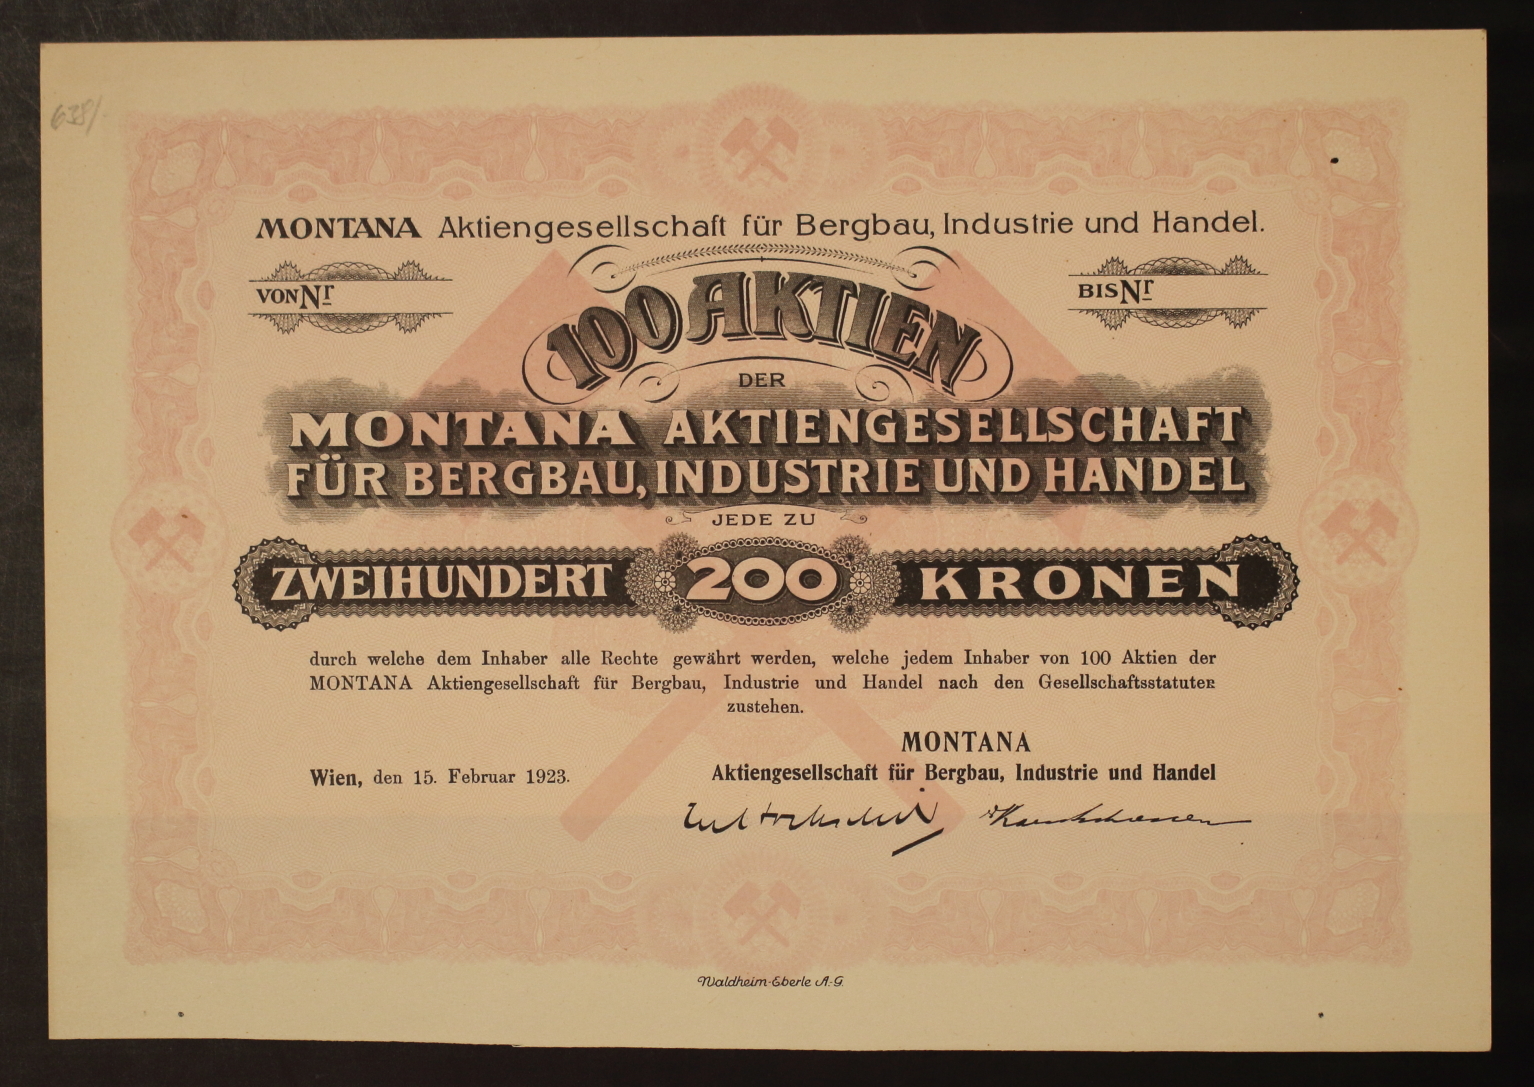 638/
MONTANA Aktiengesellschaft für Bergbau, Industrie und Handel.
VON Nr
BIS Nr
100 AKTIEN
DER
MONTANA AKTIENGESELLSCHAFT
FÜR BERGBAU, INDUSTRIE UND HANDEL
JEDE ZU
ZWEIHUNDERT 200 KRONEN
durch welche dem Inhaber alle Rechte gewährt werden, welche jedem Inhaber von 100 Aktien der
MONTANA Aktiengesellschaft für Bergbau, Industrie und Handel nach den Gesellschaftsstatuten
zustehen.
MONTANA
Wien, den 15. Februar 1923.
Aktiengesellschaft für Bergbau, Industrie und Handel
Waldheim-Eberle A.-G.